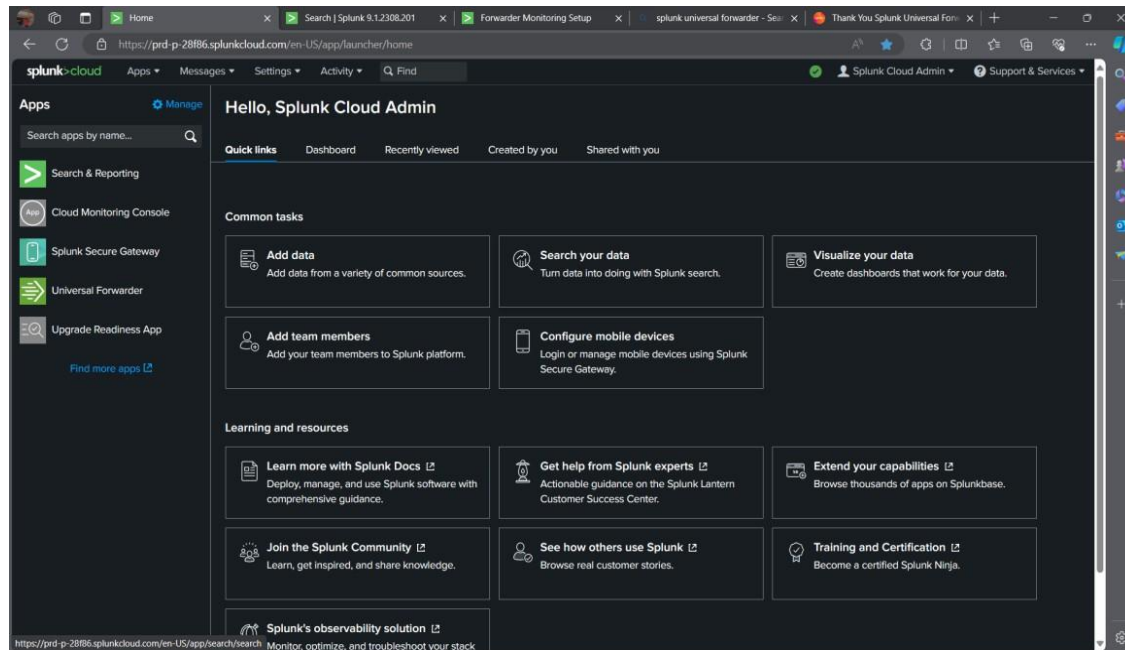 Home
Search | Splunk 9.1.2308.201
Forwarder Monitoring Setup
splunk universal forwarder - Sea
Thank You Splunk Universal Forw
https://prd-p-28f86.splunkcloud.com/en-US/app/launcher/home
splunk>cloud
Apps
Messages
Settings
Activity
Find
Splunk Cloud Admin
Support & Services
Apps
Manage
Search apps by name...
Search & Reporting
App
Cloud Monitoring Console
Splunk Secure Gateway
Universal Forwarder
Upgrade Readiness App
Find more apps
Hello, Splunk Cloud Admin
Quick links
Dashboard
Recently viewed
Created by you
Shared with you
Common tasks
Add data
Add data from a variety of common sources.
Search your data
Turn data into doing with Splunk search.
Visualize your data
Create dashboards that work for your data.
Add team members
Add your team members to Splunk platform.
Configure mobile devices
Login or manage mobile devices using Splunk
Secure Gateway.
Learning and resources
Learn more with Splunk Docs
Deploy, manage, and use Splunk software with
comprehensive guidance.
Get help from Splunk experts
Actionable guidance on the Splunk Lantern
Customer Success Center.
Extend your capabilities
Browse thousands of apps on Splunkbase.
Join the Splunk Community
Learn, get inspired, and share knowledge.
See how others use Splunk
Browse real customer stories.
Training and Certification
Become a certified Splunk Ninja.
Splunk's observability solution
Monitor, optimize, and troubleshoot your stack
https://prd-p-28f86.splunkcloud.com/en-US/app/search/search